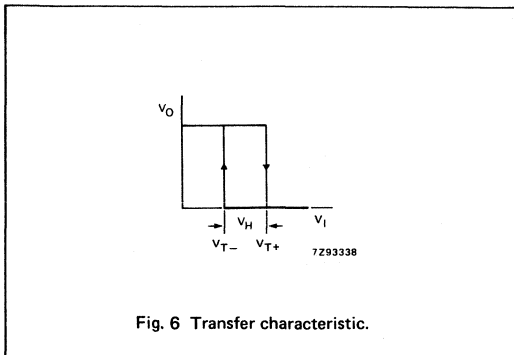 VO
VH
VI
VT−
VT+
7Z93338
Fig. 6 Transfer characteristic.